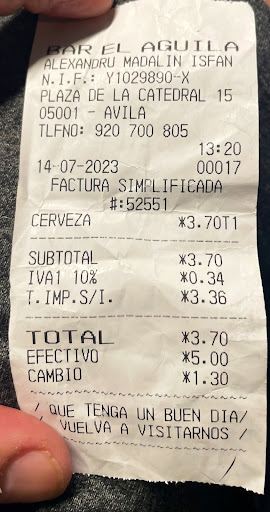 BAR EL AGUILA
ALEXANDRU MADALIN ISFAN
N.I.F.: Y1029890-X
PLAZA DE LA CATEDRAL 15
05001 - AVILA
TLFNO: 920 700 805
13:20
14-07-2023 00017
FACTURA SIMPLIFICADA
#:52551
CERVEZA *3.70T1
SUBTOTAL *3.70
IVA1 10% *0.34
T.IMP.S/I. *3.36
TOTAL *3.70
EFECTIVO *5.00
CAMBIO *1.30
/ QUE TENGA UN BUEN DIA/
VUELVA A VISITARNOS /
/